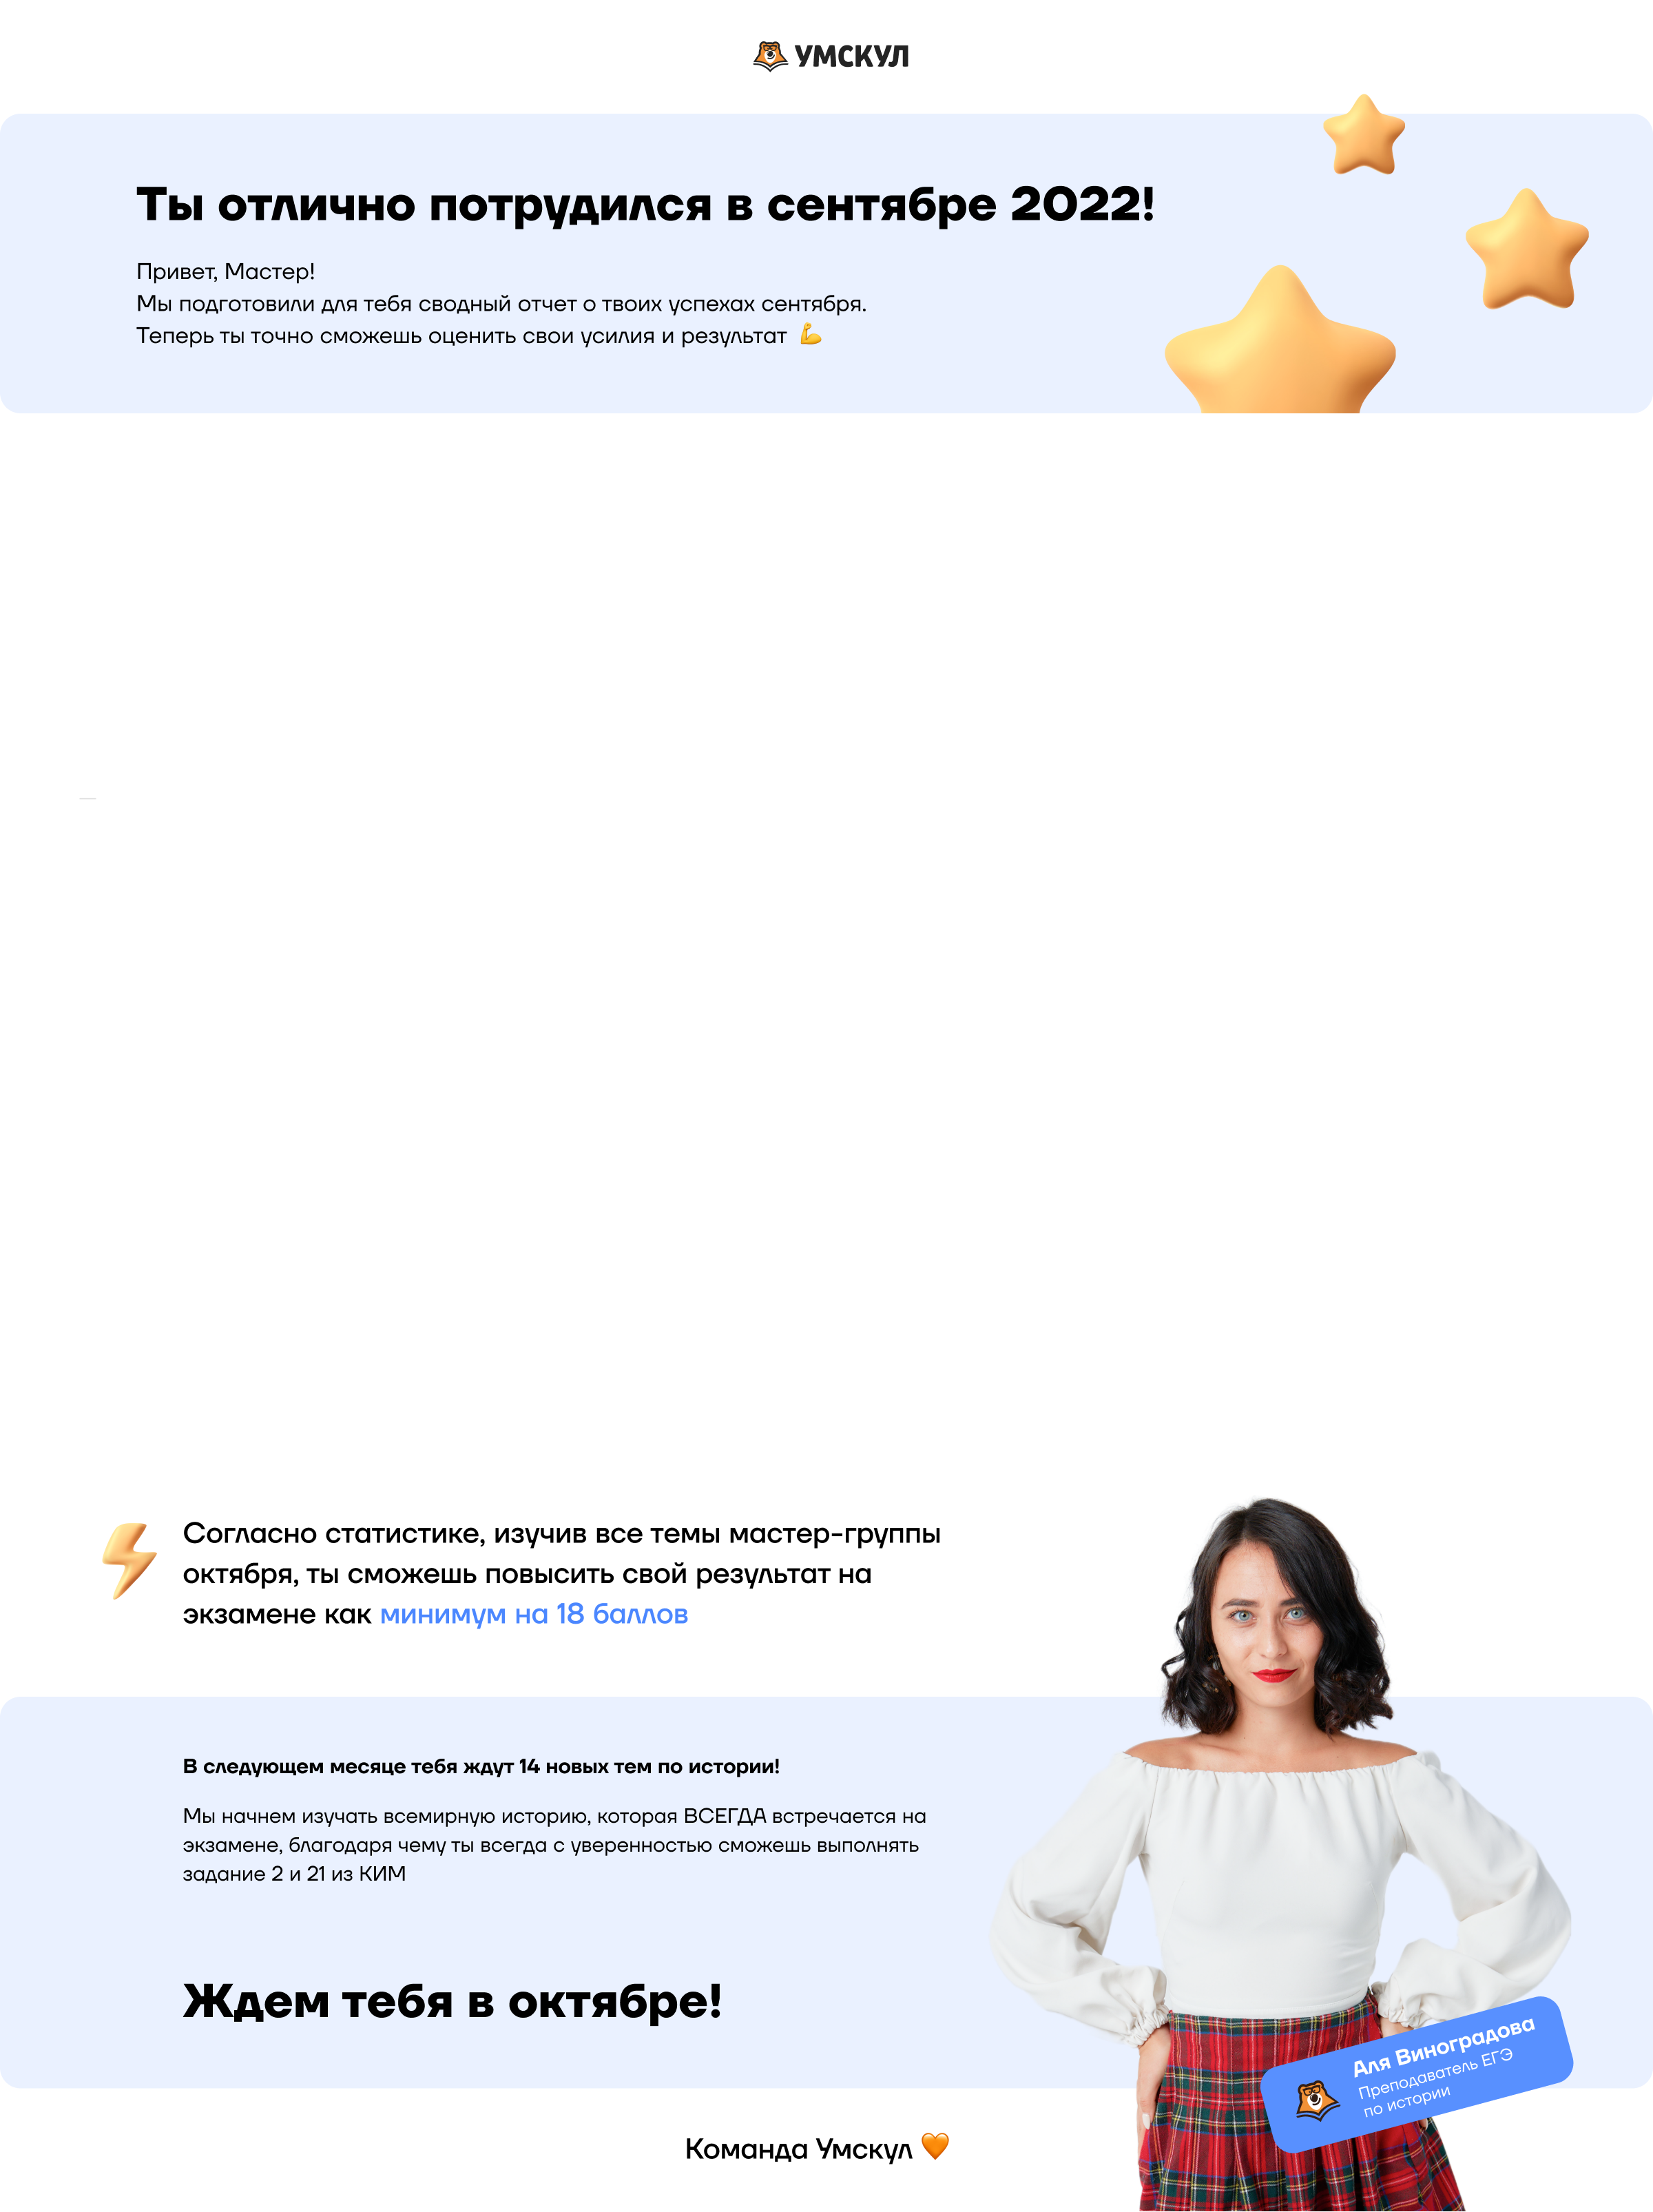 УМСКУЛ
Ты отлично потрудился в сентябре 2022!
Привет, Мастер!
Мы подготовили для тебя сводный отчет о твоих успехах сентября.
Теперь ты точно сможешь оценить свои усилия и результат 💪
Согласно статистике, изучив все темы мастер-группы
октября, ты сможешь повысить свой результат на
экзамене как минимум на 18 баллов
В следующем месяце тебя ждут 14 новых тем по истории!
Мы начнем изучать всемирную историю, которая ВСЕГДА встречается на
экзамене, благодаря чему ты всегда с уверенностью сможешь выполнять
задание 2 и 21 из КИМ
Ждем тебя в октябре!
Аля Виноградова
Преподаватель ЕГЭ
по истории
Команда Умскул 🧡